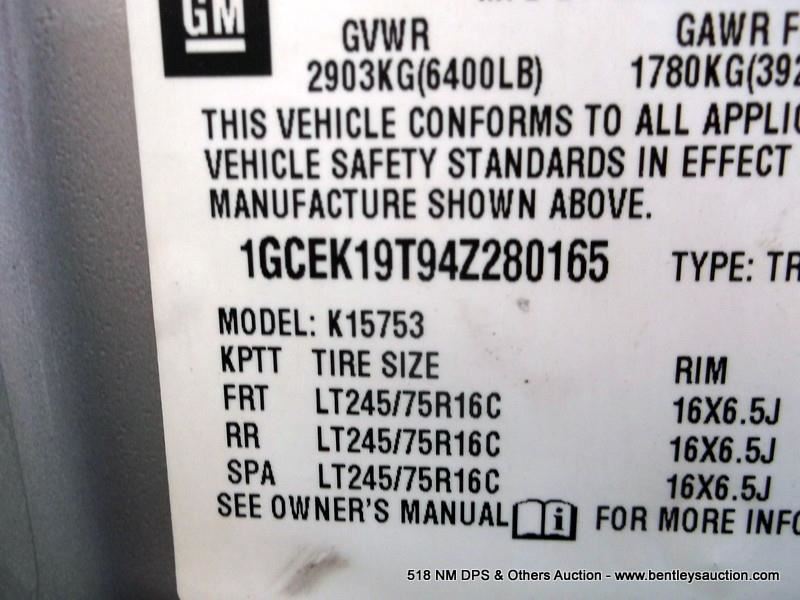 GM
GVWR GAWR F
2903KG(6400LB) 1780KG(392
THIS VEHICLE CONFORMS TO ALL APPLIC
VEHICLE SAFETY STANDARDS IN EFFECT
MANUFACTURE SHOWN ABOVE.
1GCEK19T94Z280165 TYPE: TR
MODEL: K15753
KPTT TIRE SIZE RIM
FRT LT245/75R16C 16X6.5J
RR LT245/75R16C 16X6.5J
SPA LT245/75R16C 16X6.5J
SEE OWNER'S MANUAL i FOR MORE INFO
518 NM DPS & Others Auction - www.bentleysauction.com